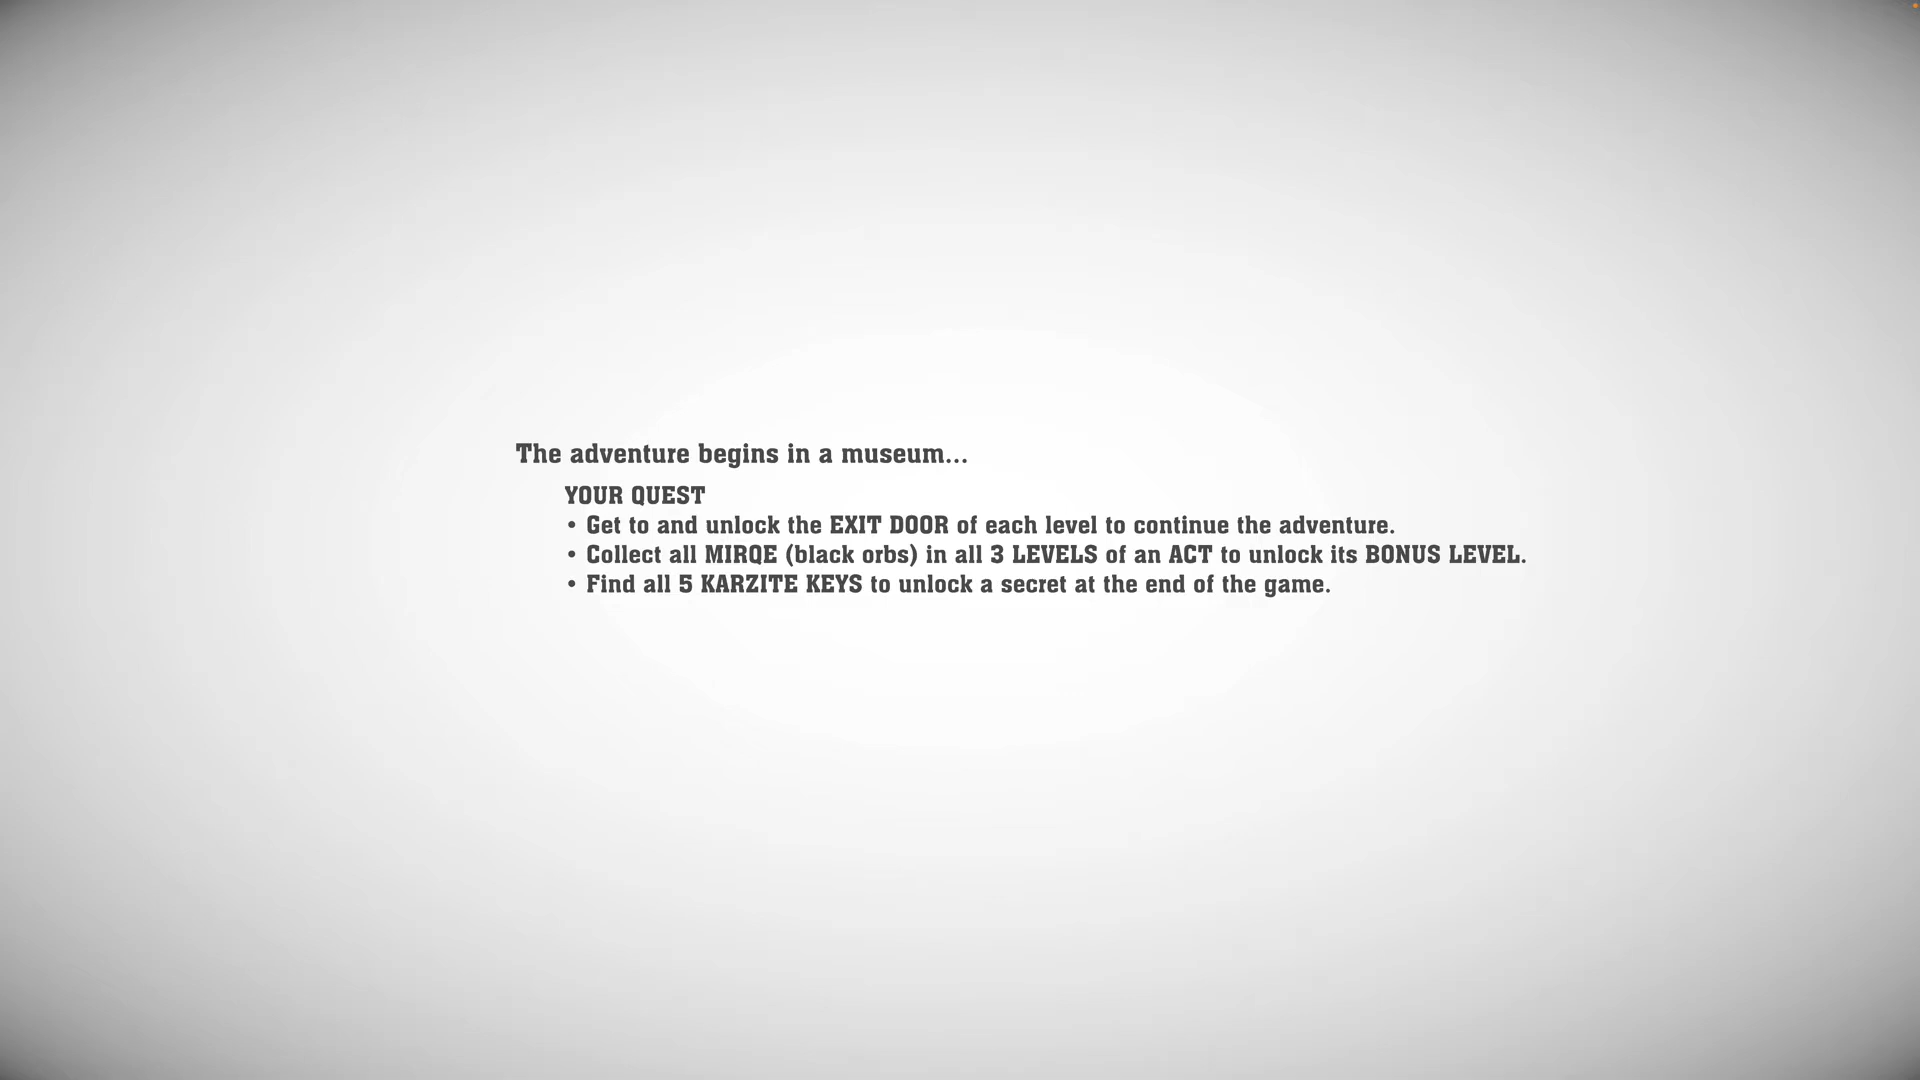 The adventure begins in a museum...
YOUR QUEST
• Get to and unlock the EXIT DOOR of each level to continue the adventure.
• Collect all MIRQE (black orbs) in all 3 LEVELS of an ACT to unlock its BONUS LEVEL.
• Find all 5 KARZITE KEYS to unlock a secret at the end of the game.